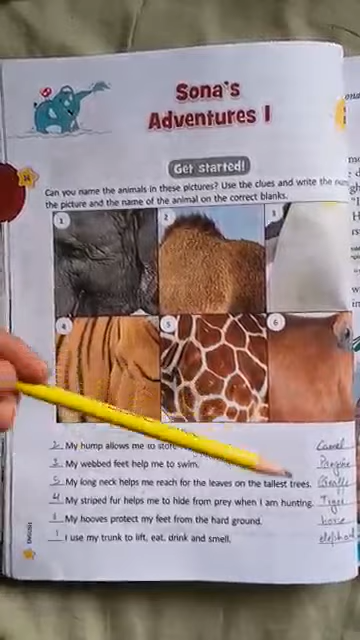 Sona's
Adventures I
Get started!
Can you name the animals in these pictures? Use the clues and write the num
the picture and the name of the animal on the correct blanks.
1 2 3
4 5 6
2 My hump allows me to store Camel
3 My webbed feet help me to swim.
5 My long neck helps me reach for the leaves on the tallest trees. Giraffe
4 My striped fur helps me to hide from prey when I am hunting. Tiger
My hooves protect my feet from the hard ground. horse
1 I use my trunk to lift, eat, drink and smell. elephant
ENGLISH